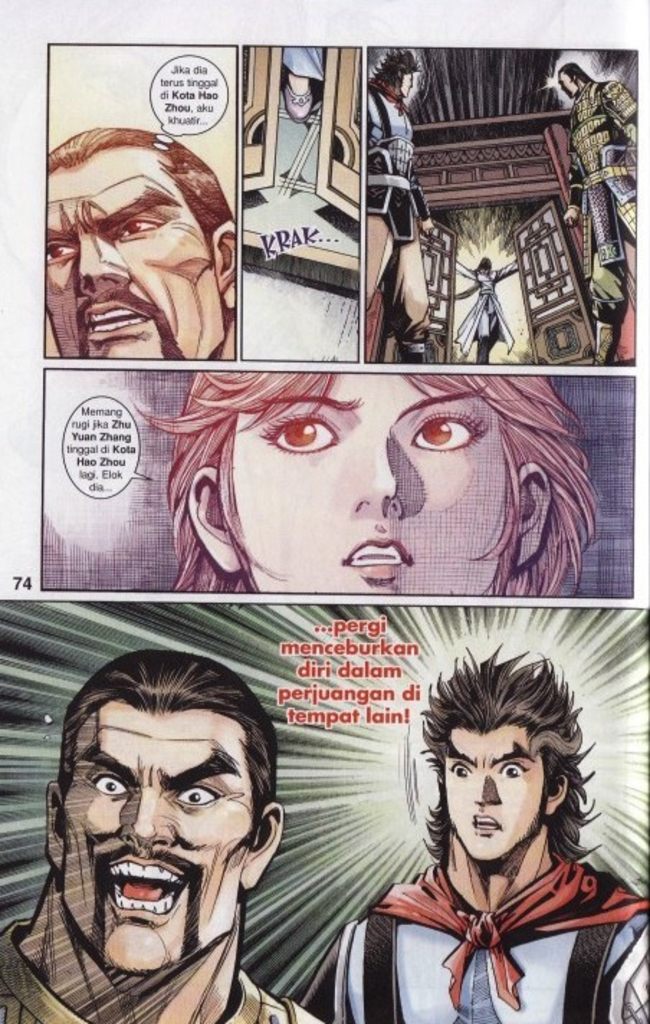 Jika dia
terus tinggal
di Kota Hao
Zhou, aku
khuatir...
KRAK...
Memang
rugi jika Zhu
Yuan Zhang
tinggal di Kota
Hao Zhou
lagi. Elok
dia...
74
...pergi
menceburkan
diri dalam
perjuangan di
tempat lain!